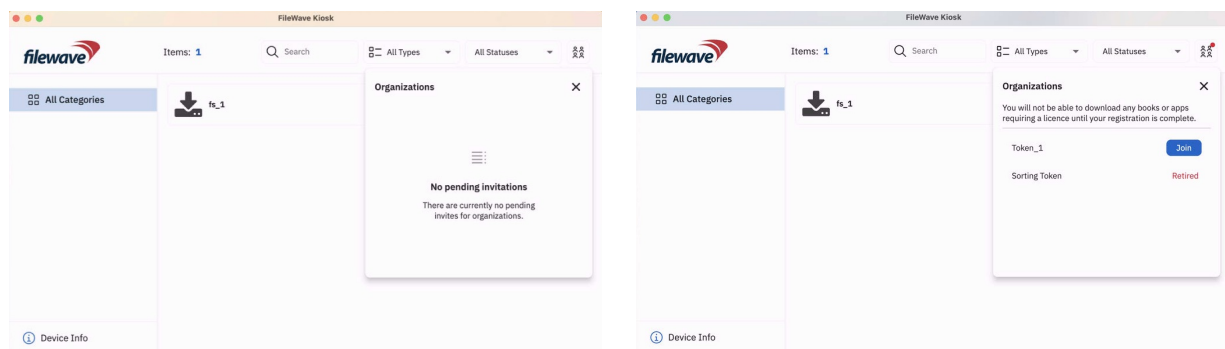 FileWave Kiosk
filewave
Items: 1
Search
All Types
All Statuses
All Categories
fs_1
Organizations
No pending invitations
There are currently no pending
invites for organizations.
Device Info
FileWave Kiosk
filewave
Items: 1
Search
All Types
All Statuses
All Categories
fs_1
Organizations
You will not be able to download any books or apps
requiring a licence until your registration is complete.
Token_1
Join
Sorting Token
Retired
Device Info